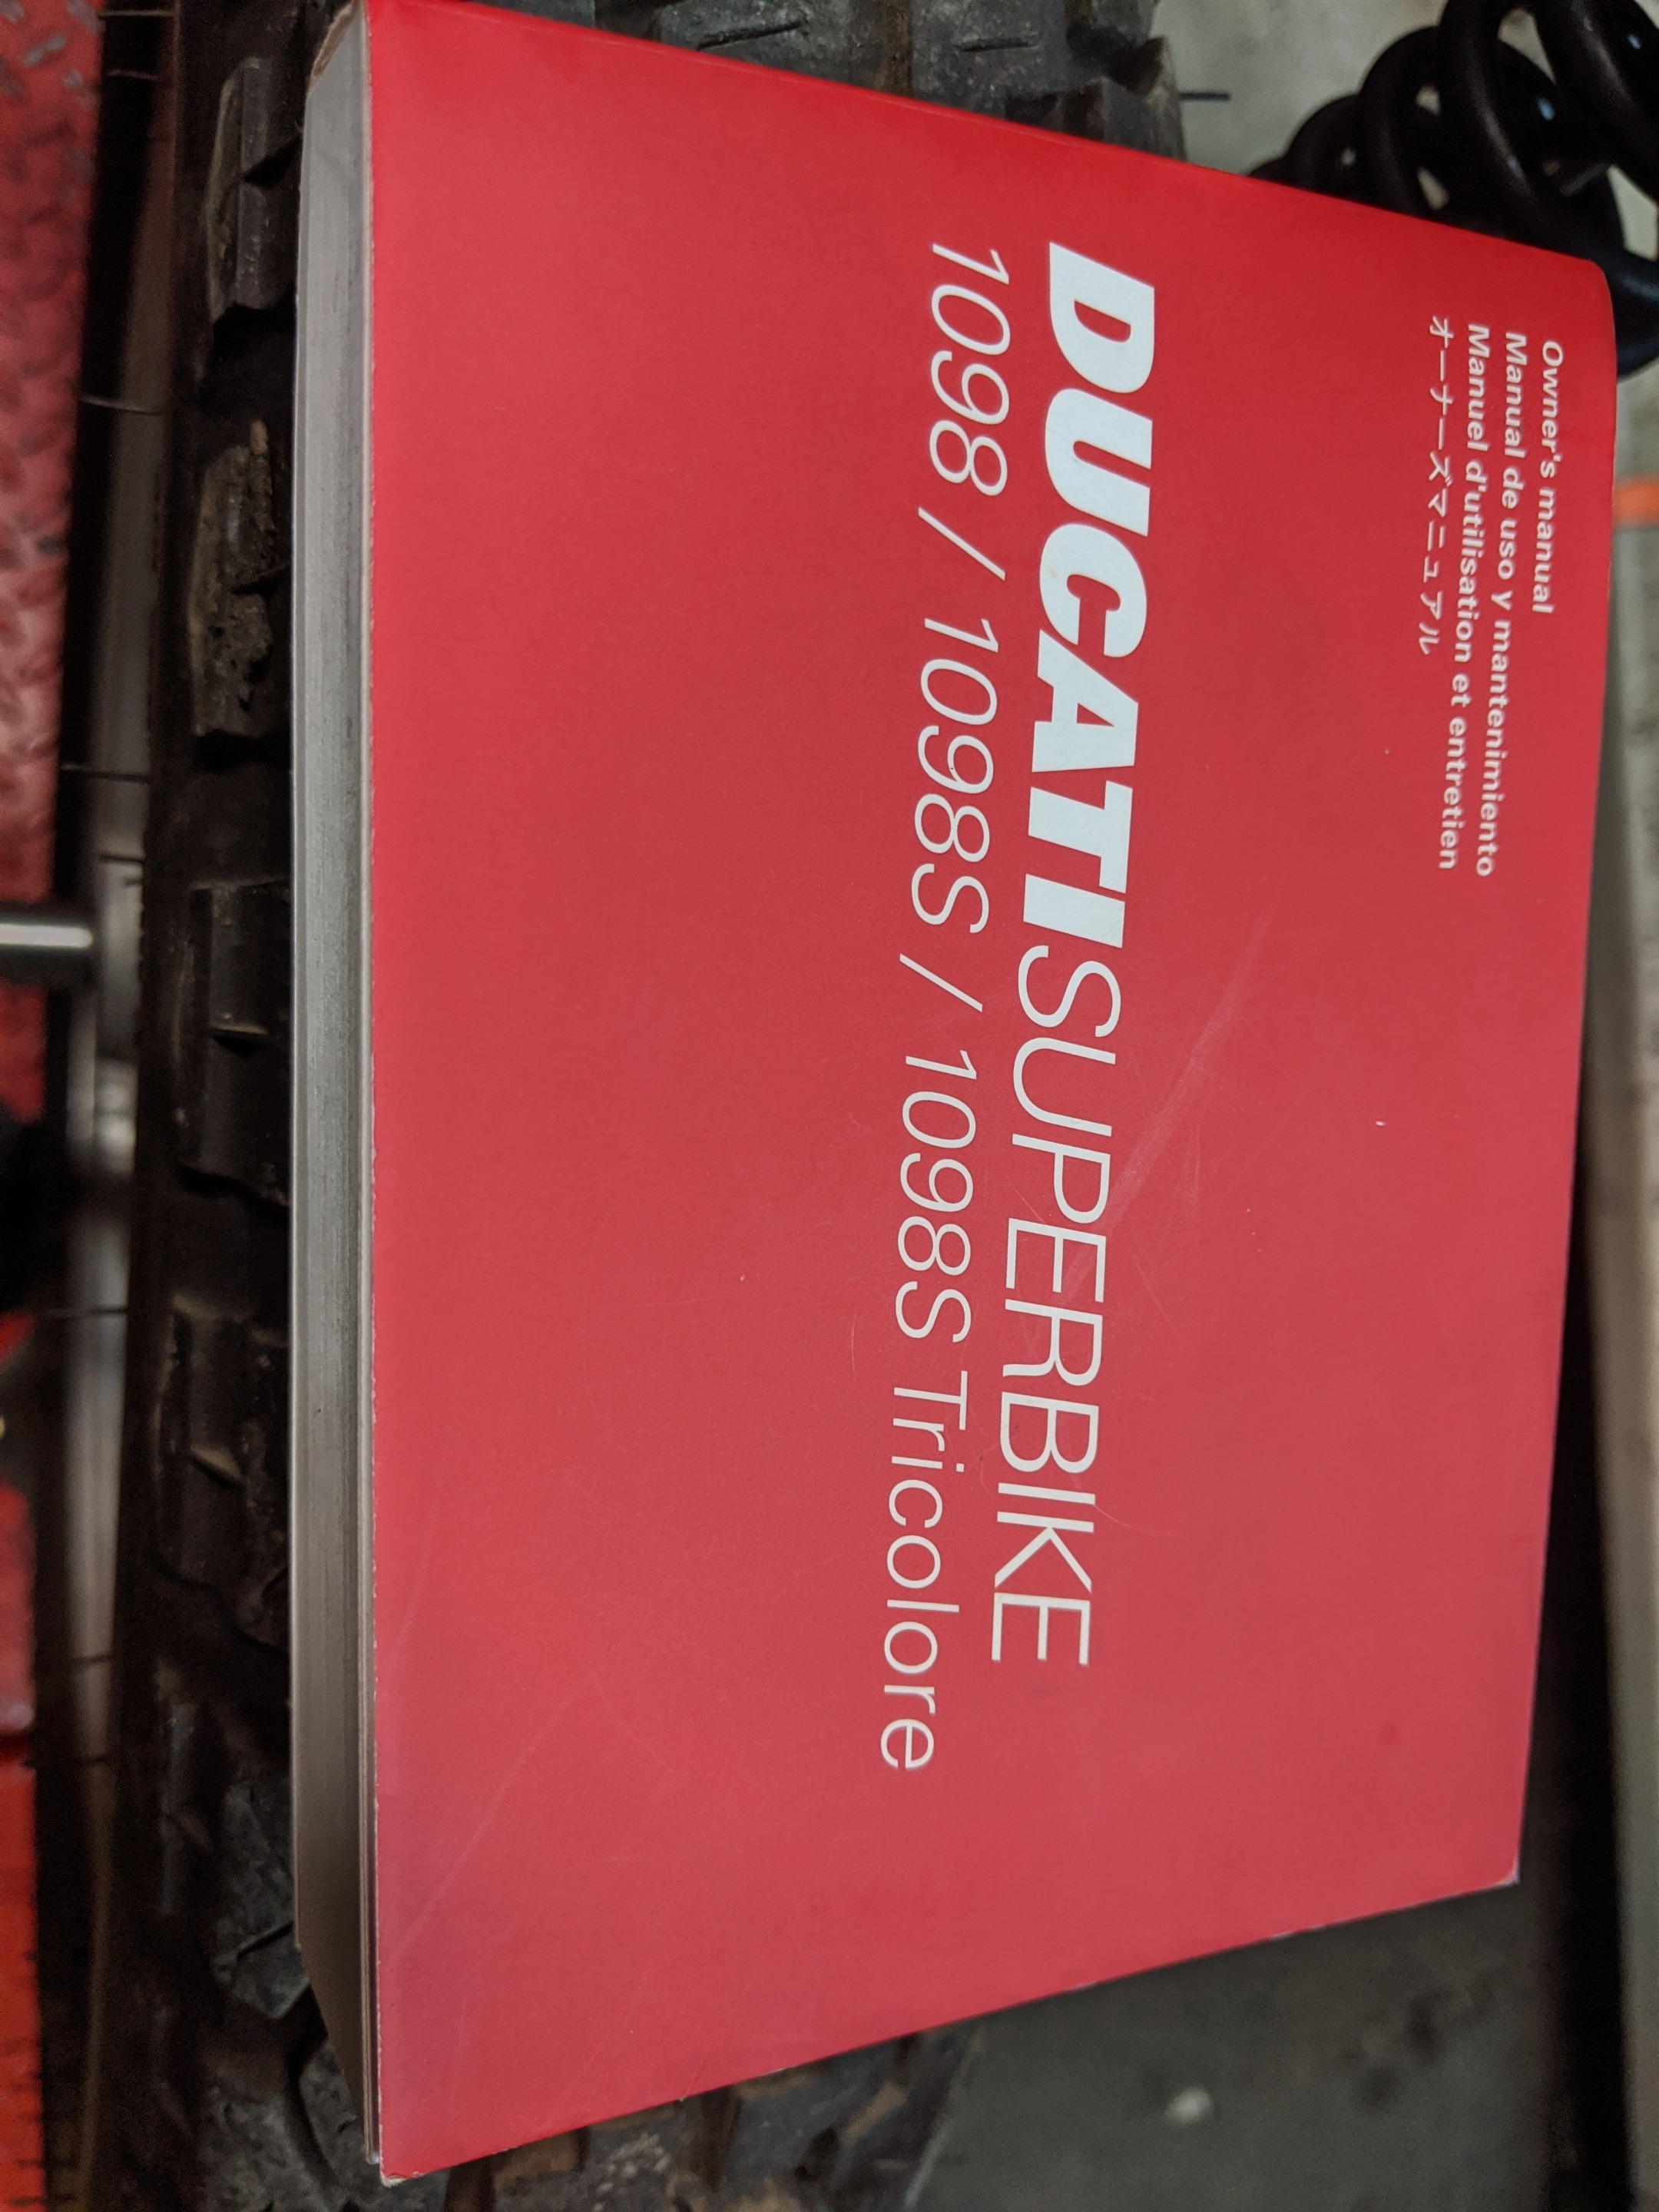 Owner's manual
Manual de uso y mantenimiento
Manuel d'utilisation et entretien
オーナーズマニュアル
DUCATISUPERBIKE
1098 / 1098S / 1098S Tricolore